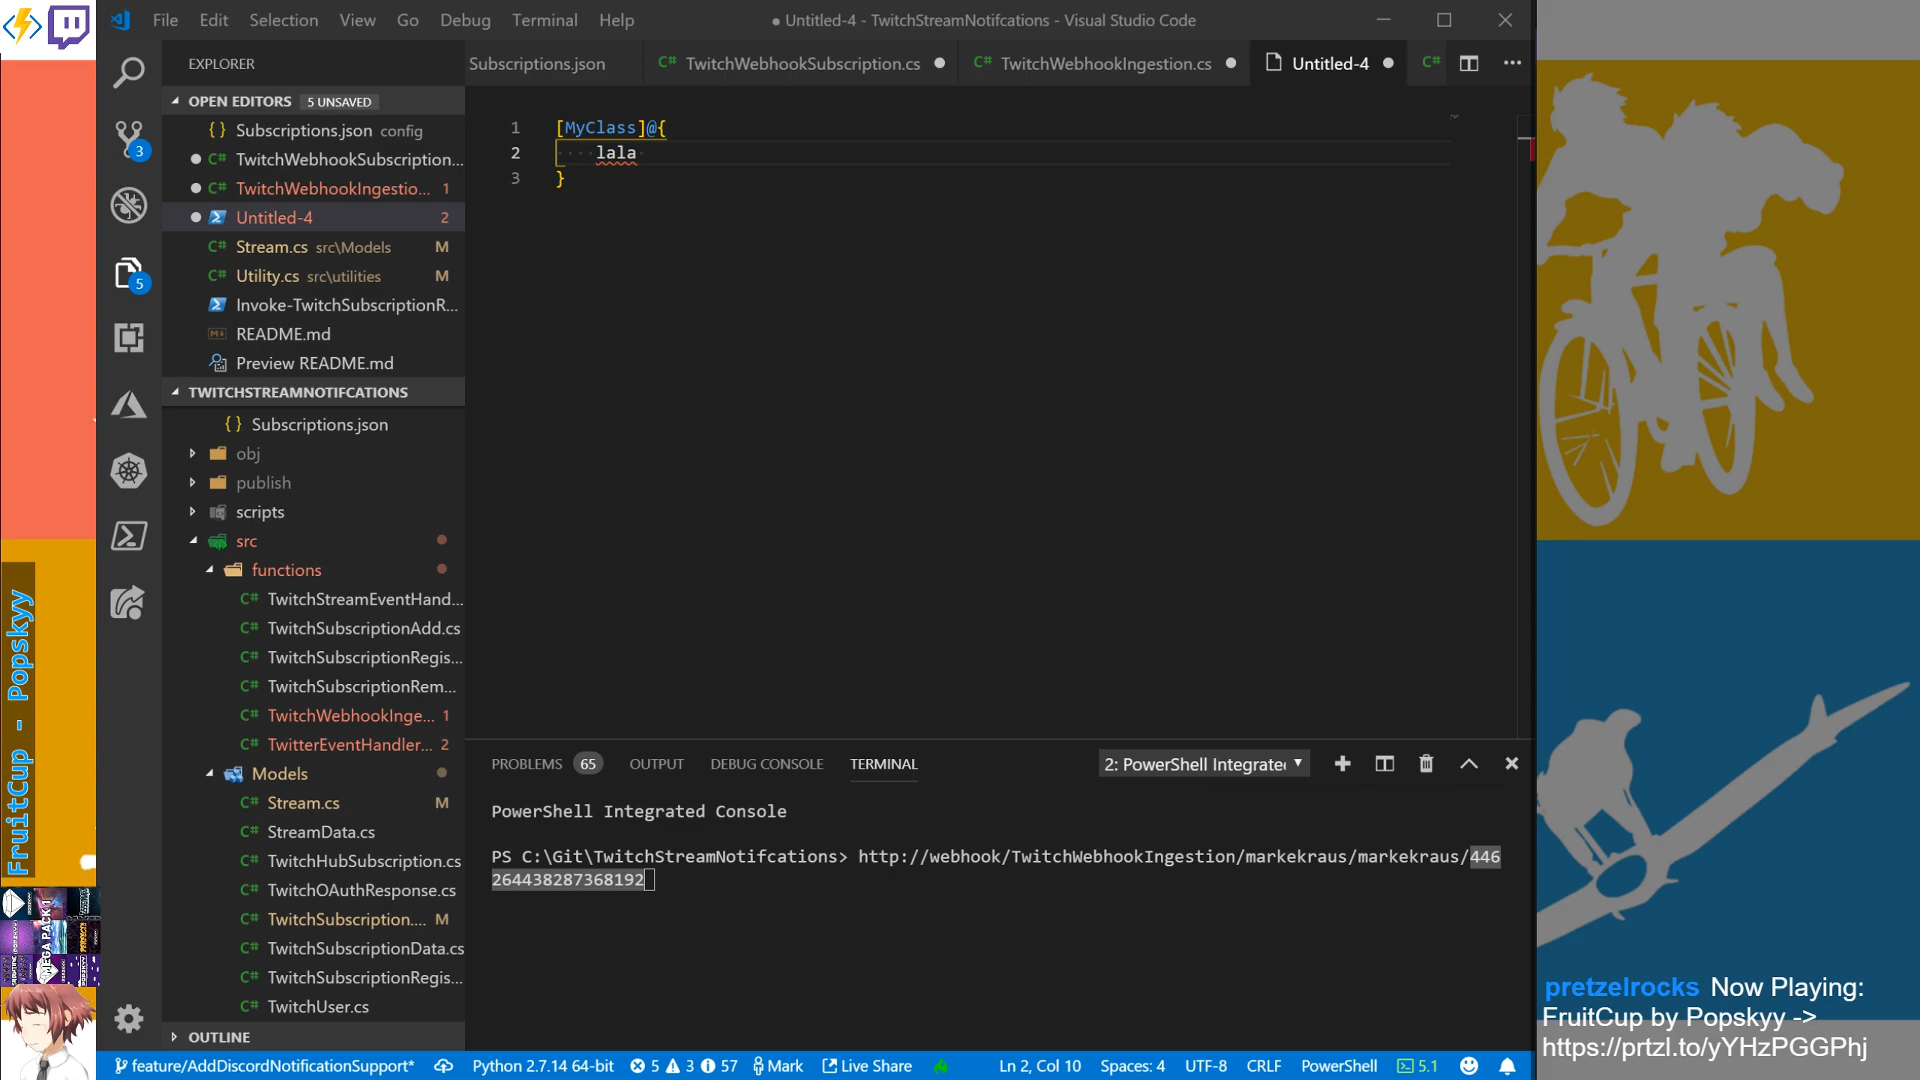 File Edit Selection View Go Debug Terminal Help
● Untitled-4 - TwitchStreamNotifcations - Visual Studio Code
EXPLORER
OPEN EDITORS 5 UNSAVED
{ } Subscriptions.json config
C# TwitchWebhookSubscription...
C# TwitchWebhookIngestio... 1
Untitled-4 2
C# Stream.cs src\Models M
C# Utility.cs src\utilities M
Invoke-TwitchSubscriptionR...
README.md
Preview README.md
TWITCHSTREAMNOTIFCATIONS
{ } Subscriptions.json
obj
publish
scripts
src
functions
C# TwitchStreamEventHand...
C# TwitchSubscriptionAdd.cs
C# TwitchSubscriptionRegis...
C# TwitchSubscriptionRem...
C# TwitchWebhookInge... 1
C# TwitterEventHandler... 2
Models
C# Stream.cs M
C# StreamData.cs
C# TwitchHubSubscription.cs
C# TwitchOAuthResponse.cs
C# TwitchSubscription.... M
C# TwitchSubscriptionData.cs
C# TwitchSubscriptionRegis...
C# TwitchUser.cs
OUTLINE
3
5
Subscriptions.json C# TwitchWebhookSubscription.cs C# TwitchWebhookIngestion.cs Untitled-4 C#
1 [MyClass]@{
2 ····lala·
3 }
PROBLEMS 65 OUTPUT DEBUG CONSOLE TERMINAL 2: PowerShell Integrated
PowerShell Integrated Console
PS C:\Git\TwitchStreamNotifcations> http://webhook/TwitchWebhookIngestion/markekraus/markekraus/446
264438287368192
feature/AddDiscordNotificationSupport* Python 2.7.14 64-bit 5 3 57 Mark Live Share Ln 2, Col 10 Spaces: 4 UTF-8 CRLF PowerShell 5.1
FruitCup - Popskyy
MEGA PACK 1
pretzelrocks Now Playing:
FruitCup by Popskyy ->
https://prtzl.to/yYHzPGGPhj